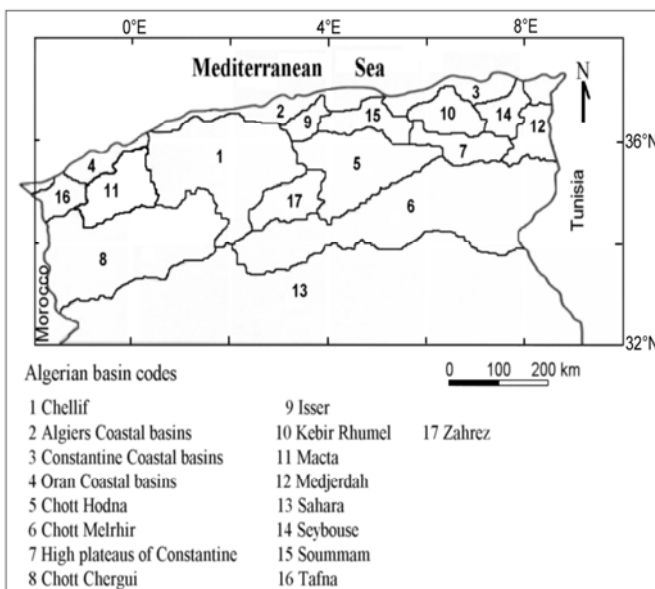 0°E 4°E 8°E
Mediterranean Sea
N
3
2
9
15
10
14
12
36°N
4
1
7
16
11
5
17
6
Tunisia
8
Morocco
13
32°N
Algerian basin codes
0 100 200 km
1 Chellif
2 Algiers Coastal basins
3 Constantine Coastal basins
4 Oran Coastal basins
5 Chott Hodna
6 Chott Melrhir
7 High plateaus of Constantine
8 Chott Chergui
9 Isser
10 Kebir Rhumel
11 Macta
12 Medjerdah
13 Sahara
14 Seybouse
15 Soummam
16 Tafna
17 Zahrez